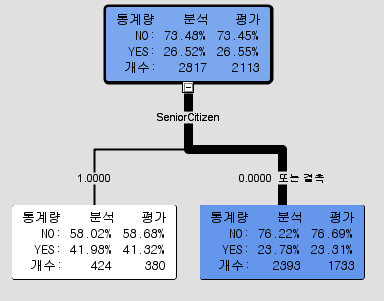 통계량 분석 평가
NO: 73.48% 73.45%
YES: 26.52% 26.55%
개수: 2817 2113
SeniorCitizen
1.0000
0.0000 또는 결측
통계량 분석 평가
NO: 58.02% 58.68%
YES: 41.98% 41.32%
개수: 424 380
통계량 분석 평가
NO: 76.22% 76.69%
YES: 23.78% 23.31%
개수: 2393 1733